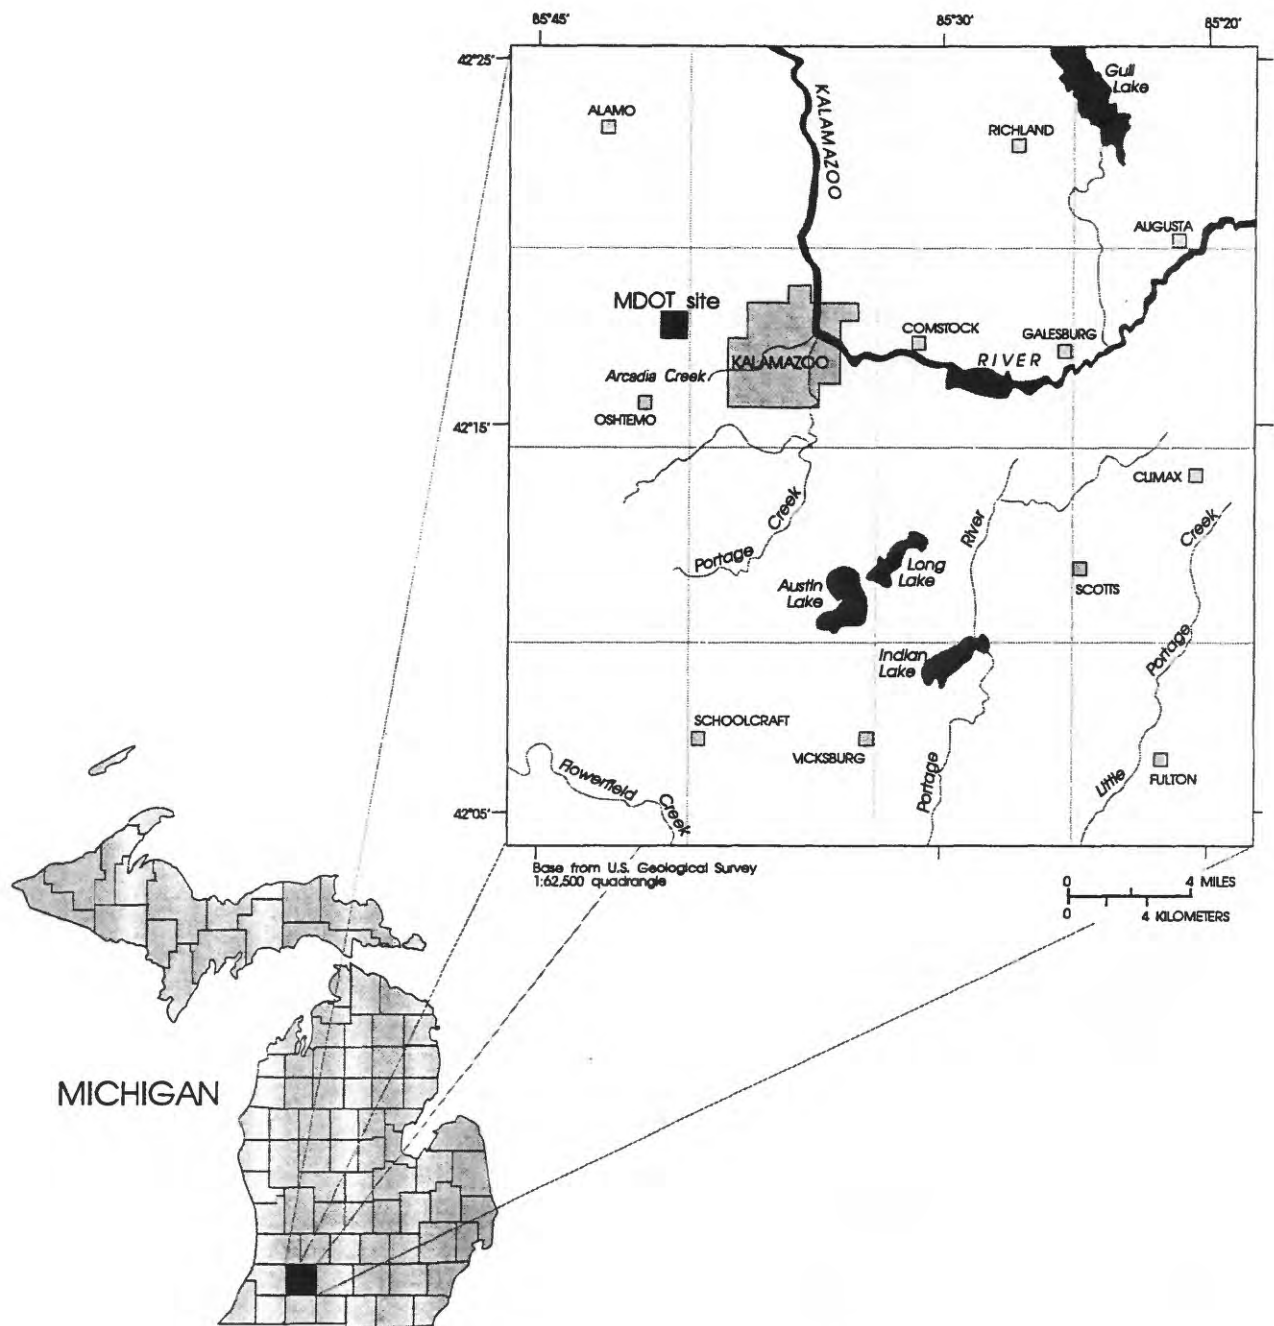 85°45'
85°30'
85°20'
42°25'
Gull
Lake
ALAMO
KALAMAZOO
RICHLAND
AUGUSTA
MDOT site
COMSTOCK
GALESBURG
RIVER
KALAMAZOO
Arcadia Creek
OSHTEMO
42°15'
CLIMAX
Portage Creek
River
Creek
Long
Lake
Austin
Lake
SCOTTS
Portage
Indian
Lake
SCHOOLCRAFT
VICKSBURG
Flowerfield Creek
Portage
Little
FULTON
42°05'
Base from U.S. Geological Survey
1:62,500 quadrangle
0 4 MILES
0 4 KILOMETERS
MICHIGAN